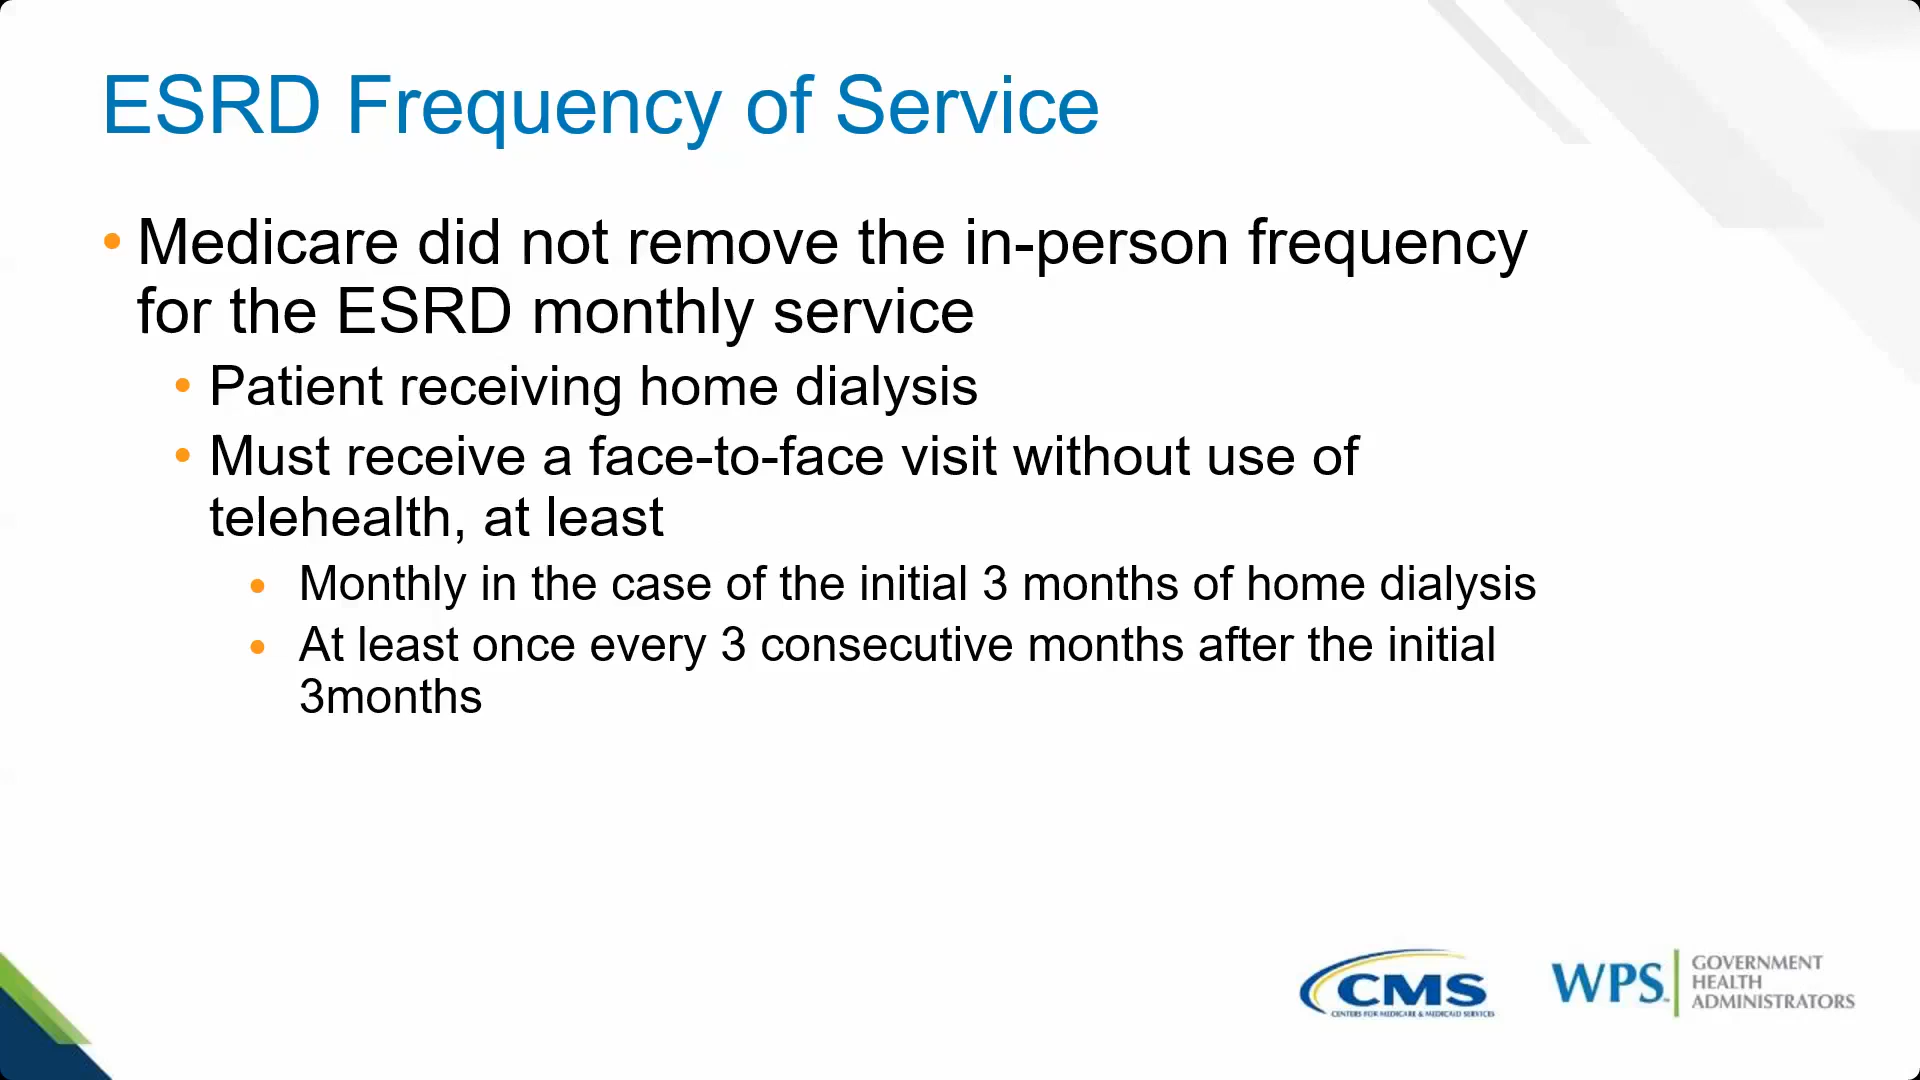 ESRD Frequency of Service
• Medicare did not remove the in-person frequency
for the ESRD monthly service
• Patient receiving home dialysis
• Must receive a face-to-face visit without use of
telehealth, at least
• Monthly in the case of the initial 3 months of home dialysis
• At least once every 3 consecutive months after the initial
3months
CMS
CENTERS FOR MEDICARE & MEDICAID SERVICES
WPS™
GOVERNMENT
HEALTH
ADMINISTRATORS